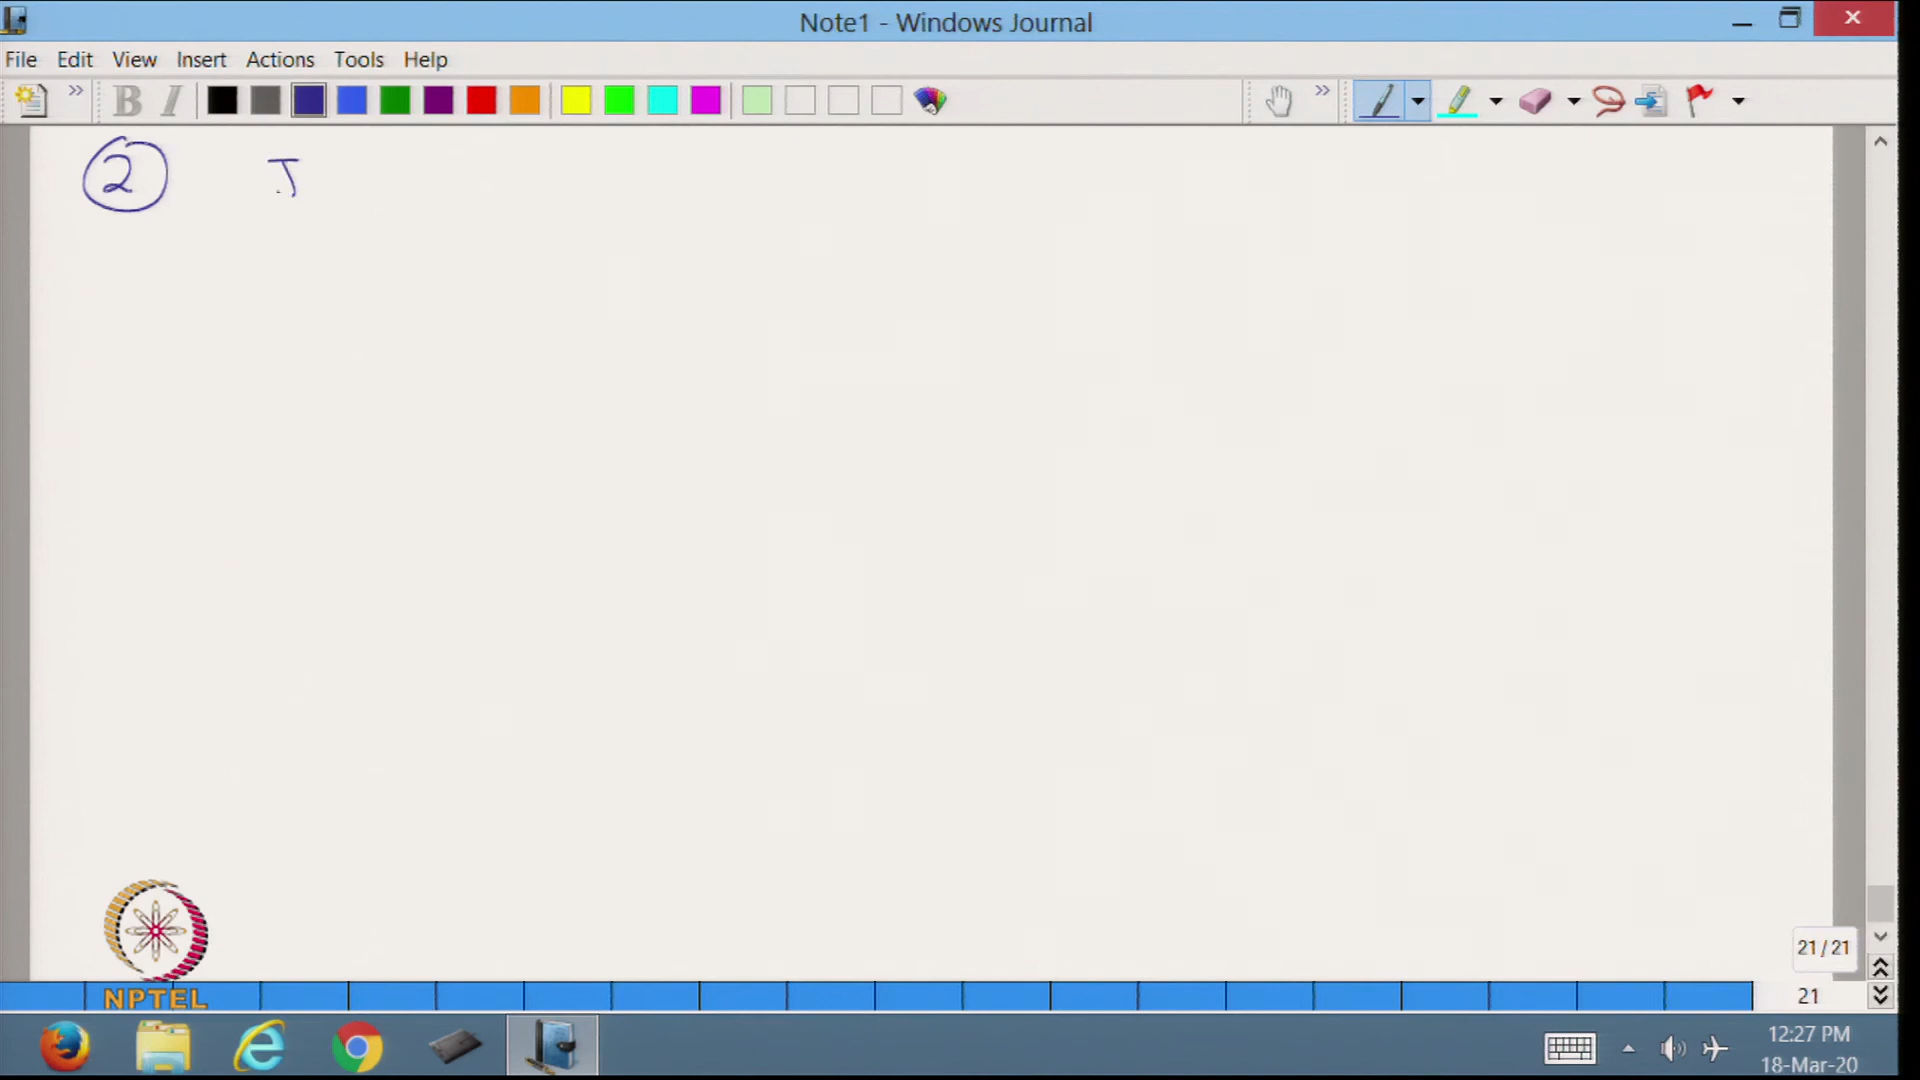 Note1 - Windows Journal
File Edit View Insert Actions Tools Help
B I
2 I
21 / 21
NPTEL
21
12:27 PM
18-Mar-20